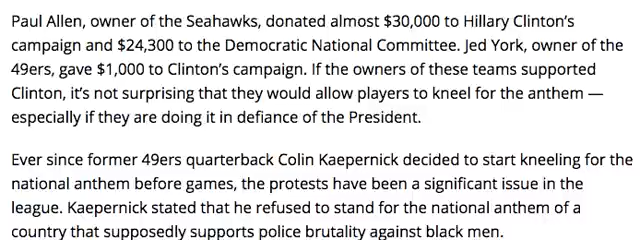 Paul Allen, owner of the Seahawks, donated almost $30,000 to Hillary Clinton’s
campaign and $24,300 to the Democratic National Committee. Jed York, owner of the
49ers, gave $1,000 to Clinton’s campaign. If the owners of these teams supported
Clinton, it’s not surprising that they would allow players to kneel for the anthem —
especially if they are doing it in defiance of the President.
Ever since former 49ers quarterback Colin Kaepernick decided to start kneeling for the
national anthem before games, the protests have been a significant issue in the
league. Kaepernick stated that he refused to stand for the national anthem of a
country that supposedly supports police brutality against black men.